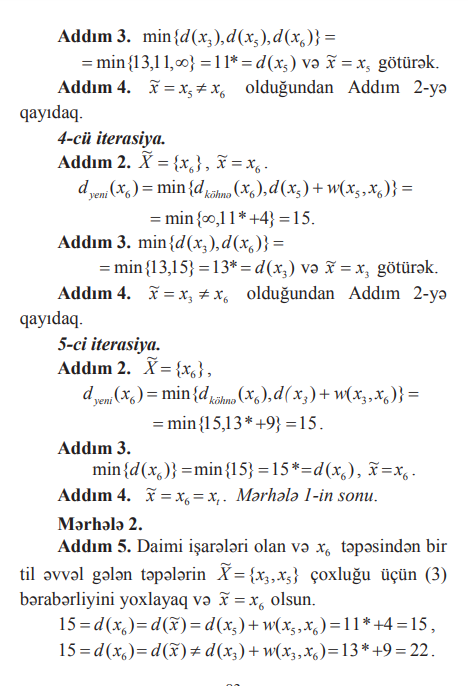 Addım 3. min{d(x₃),d(x₅),d(x₆)} =
= min{13,11,∞} = 11* = d(x₅) və x̃ = x₅ götürək.
Addım 4. x̃ = x₅ ≠ x₆ olduğundan Addım 2-yə
qayıdaq.
4-cü iterasiya.
Addım 2. X̃ = {x₆}, x̃ = x₆.
d_yeni(x₆) = min{d_köhnə(x₆),d(x₅) + w(x₅,x₆)} =
= min{∞,11* +4} = 15.
Addım 3. min{d(x₃),d(x₆)} =
= min{13,15} = 13* = d(x₃) və x̃ = x₃ götürək.
Addım 4. x̃ = x₃ ≠ x₆ olduğundan Addım 2-yə
qayıdaq.
5-ci iterasiya.
Addım 2. X̃ = {x₆},
d_yeni(x₆) = min{d_köhnə(x₆),d(x₃) + w(x₃,x₆)} =
= min{15,13* +9} = 15.
Addım 3.
min{d(x₆)} = min{15} = 15* = d(x₆), x̃ = x₆.
Addım 4. x̃ = x₆ = xₜ. Mərhələ 1-in sonu.
Mərhələ 2.
Addım 5. Daimi işarələri olan və x₆ təpəsindən bir
til əvvəl gələn təpələrin X̃ = {x₃,x₅} çoxluğu üçün (3)
bərabərliyini yoxlayaq və x̃ = x₆ olsun.
15 = d(x₆) = d(x̃) = d(x₅) + w(x₅,x₆) = 11* +4 = 15,
15 = d(x₆) = d(x̃) ≠ d(x₃) + w(x₃,x₆) = 13* +9 = 22.